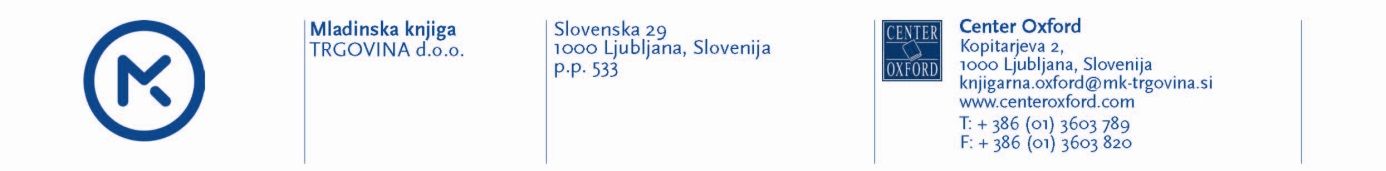 Mladinska knjiga
TRGOVINA d.o.o.
Slovenska 29
1000 Ljubljana, Slovenija
p.p. 533
CENTER
OXFORD
Center Oxford
Kopitarjeva 2,
1000 Ljubljana, Slovenija
knjigarna.oxford@mk-trgovina.si
www.centeroxford.com
T: + 386 (01) 3603 789
F: + 386 (01) 3603 820